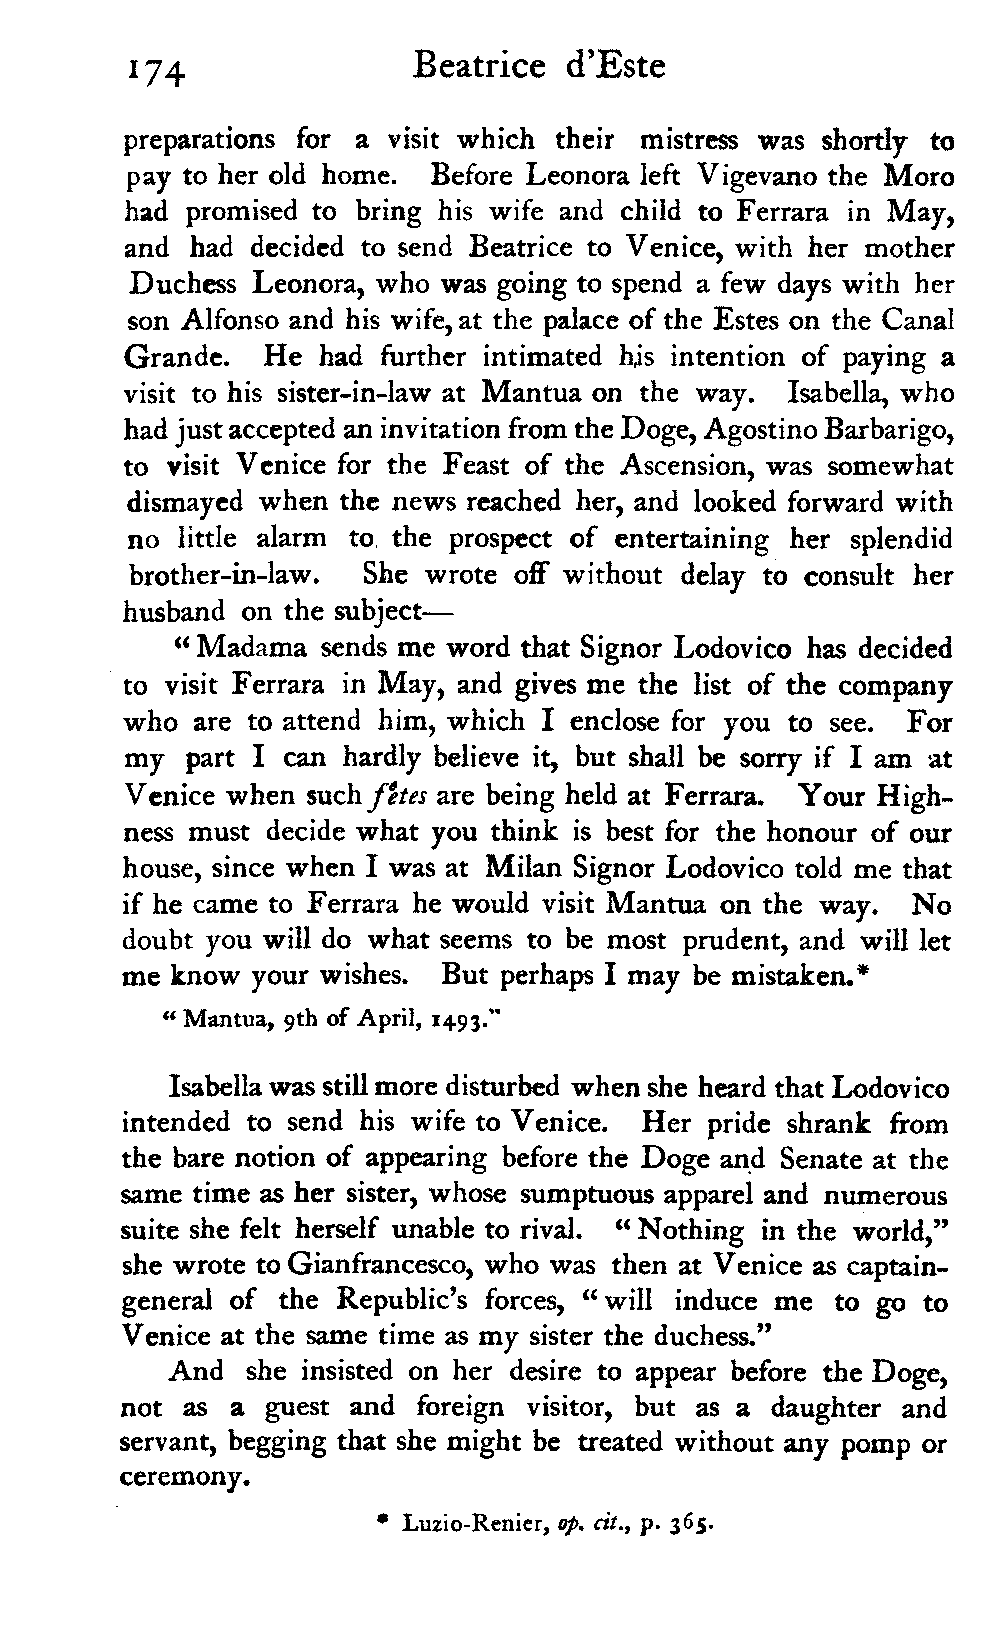 174 Beatrice d'Este
preparations for a visit which their mistress was shortly to
pay to her old home. Before Leonora left Vigevano the Moro
had promised to bring his wife and child to Ferrara in May,
and had decided to send Beatrice to Venice, with her mother
Duchess Leonora, who was going to spend a few days with her
son Alfonso and his wife, at the palace of the Estes on the Canal
Grande. He had further intimated his intention of paying a
visit to his sister-in-law at Mantua on the way. Isabella, who
had just accepted an invitation from the Doge, Agostino Barbarigo,
to visit Venice for the Feast of the Ascension, was somewhat
dismayed when the news reached her, and looked forward with
no little alarm to the prospect of entertaining her splendid
brother-in-law. She wrote off without delay to consult her
husband on the subject—
"Madama sends me word that Signor Lodovico has decided
to visit Ferrara in May, and gives me the list of the company
who are to attend him, which I enclose for you to see. For
my part I can hardly believe it, but shall be sorry if I am at
Venice when such fêtes are being held at Ferrara. Your High-
ness must decide what you think is best for the honour of our
house, since when I was at Milan Signor Lodovico told me that
if he came to Ferrara he would visit Mantua on the way. No
doubt you will do what seems to be most prudent, and will let
me know your wishes. But perhaps I may be mistaken.*
"Mantua, 9th of April, 1493."
Isabella was still more disturbed when she heard that Lodovico
intended to send his wife to Venice. Her pride shrank from
the bare notion of appearing before the Doge and Senate at the
same time as her sister, whose sumptuous apparel and numerous
suite she felt herself unable to rival. "Nothing in the world,"
she wrote to Gianfrancesco, who was then at Venice as captain-
general of the Republic's forces, "will induce me to go to
Venice at the same time as my sister the duchess."
And she insisted on her desire to appear before the Doge,
not as a guest and foreign visitor, but as a daughter and
servant, begging that she might be treated without any pomp or
ceremony.
* Luzio-Renier, op. cit., p. 365.